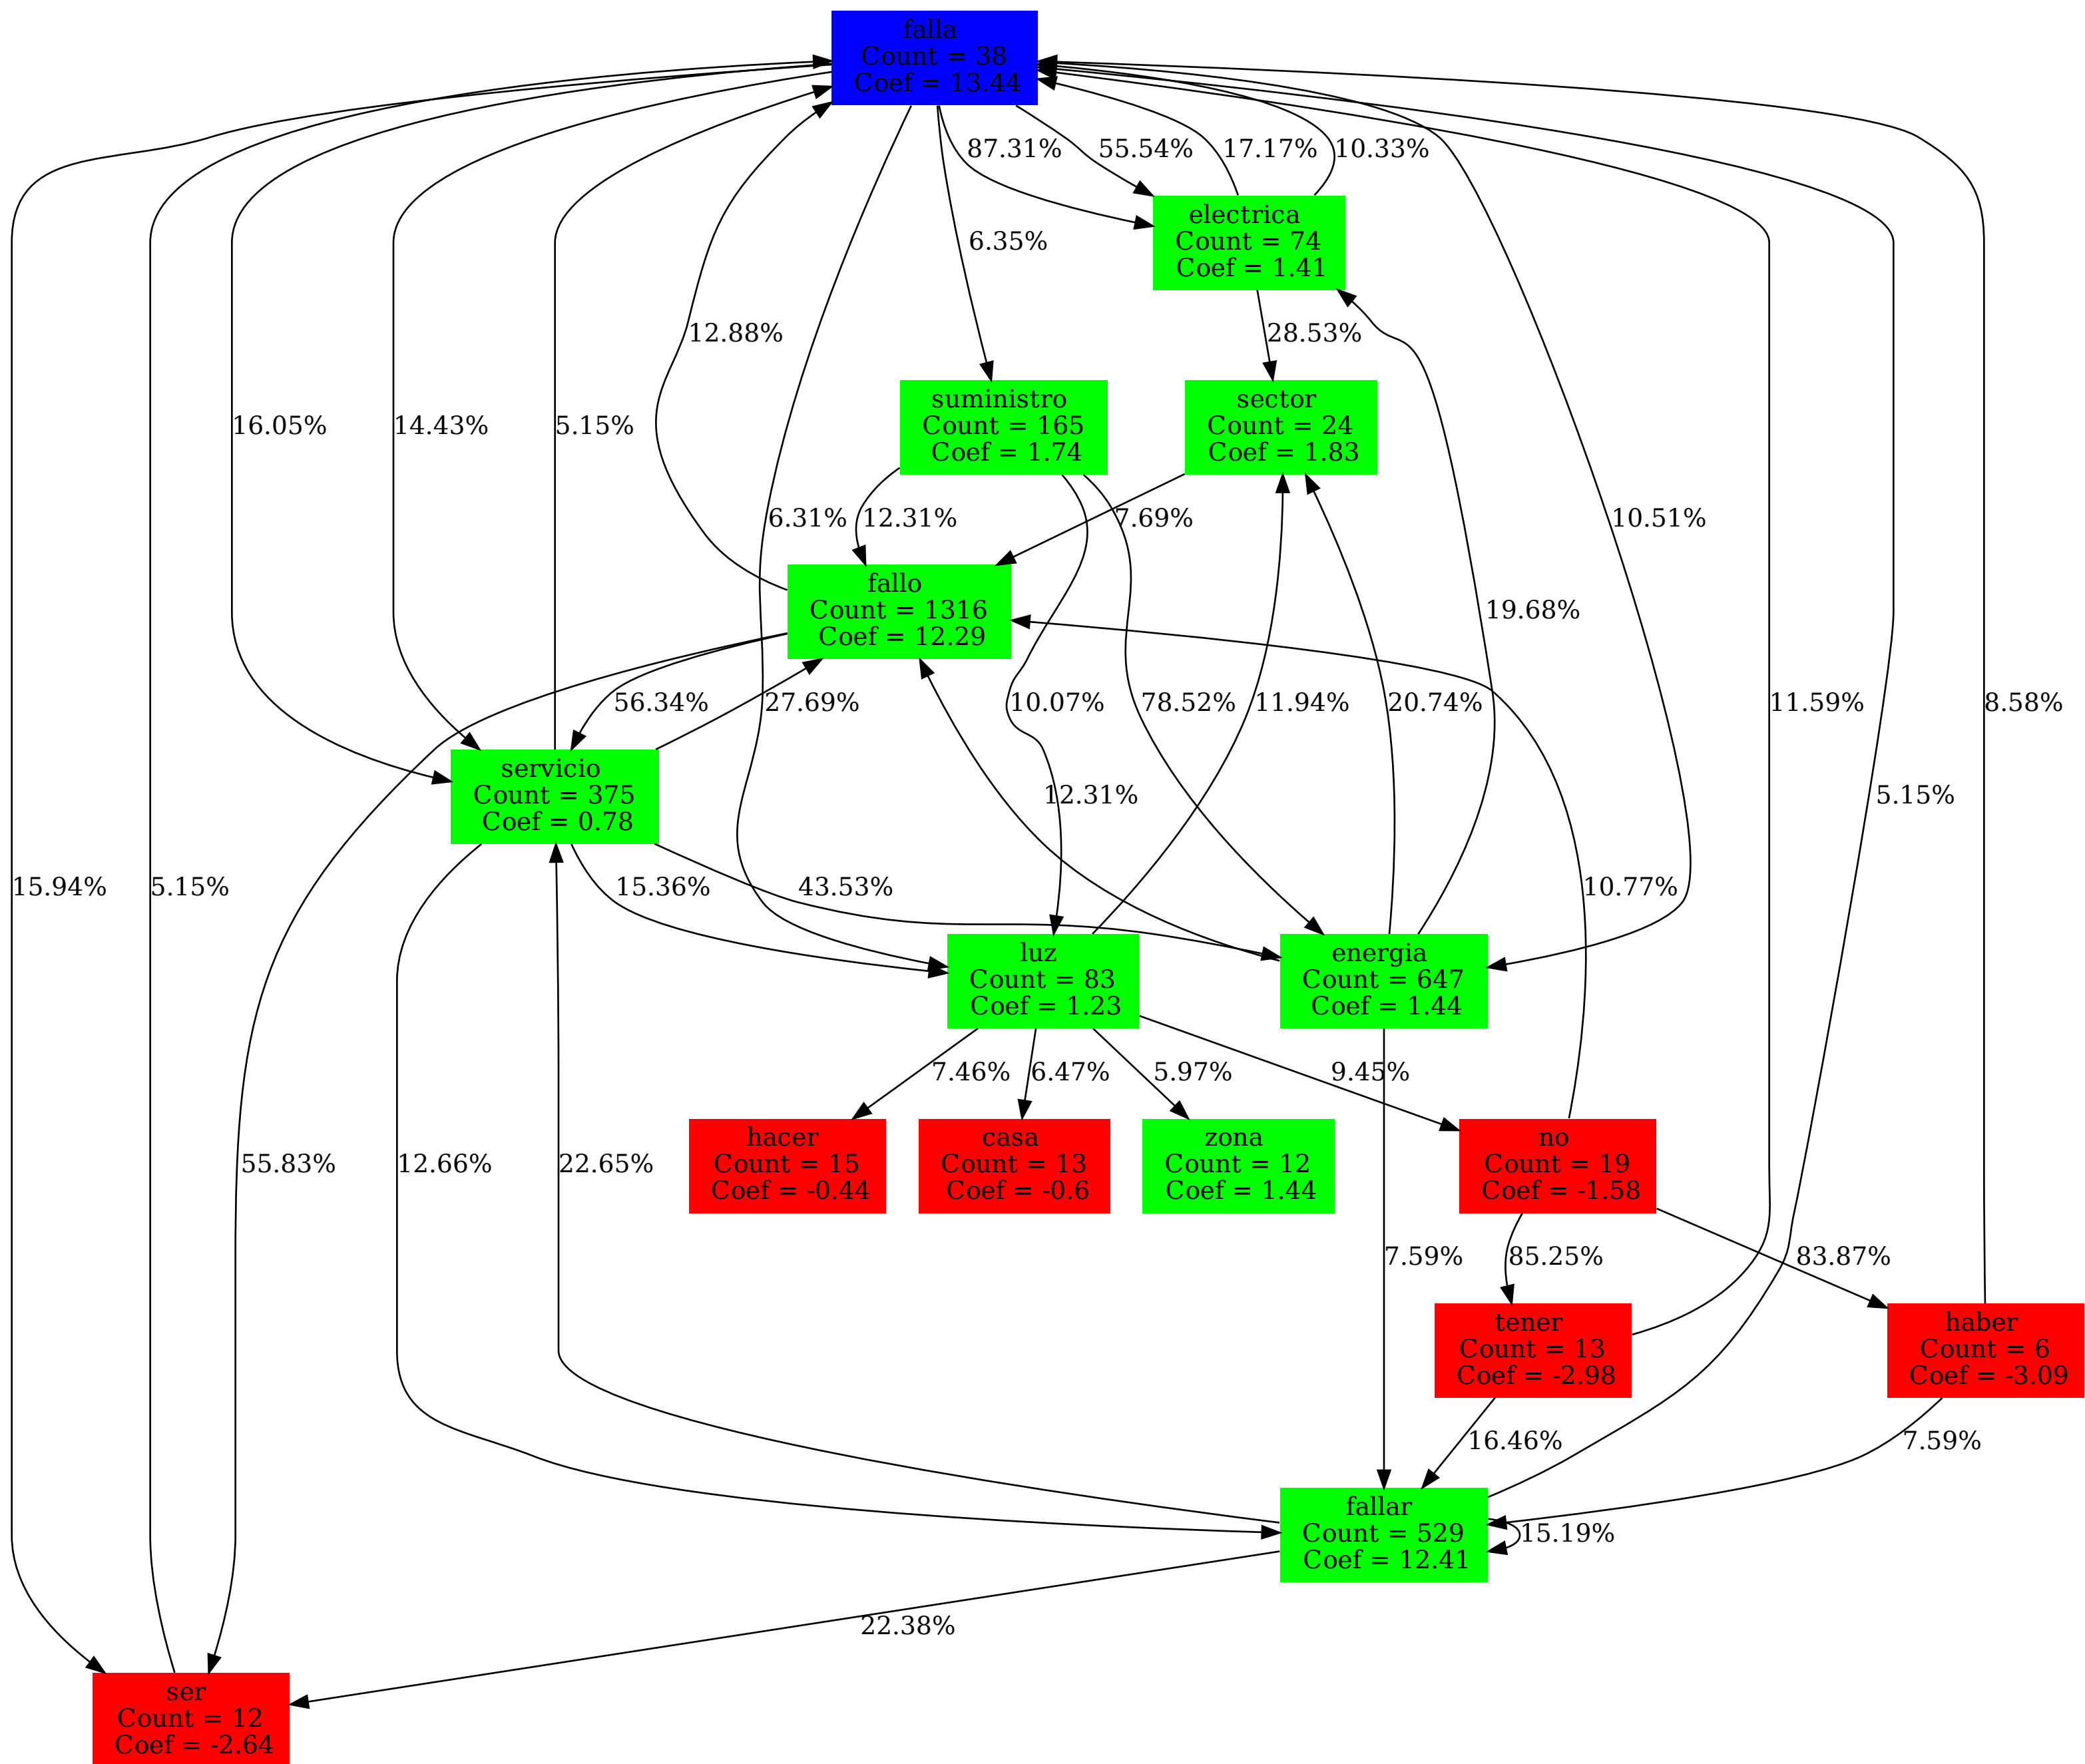 falla
Count = 38
Coef = 13.44
87.31%
55.54%
17.17%
10.33%
electrica
Count = 74
Coef = 1.41
6.35%
12.88%
28.53%
16.05%
14.43%
5.15%
suministro
Count = 165
Coef = 1.74
sector
Count = 24
Coef = 1.83
10.51%
6.31%
12.31%
7.69%
fallo
Count = 1316
Coef = 12.29
19.68%
56.34%
27.69%
10.07%
78.52%
11.94%
20.74%
11.59%
8.58%
servicio
Count = 375
Coef = 0.78
12.31%
5.15%
15.94%
5.15%
15.36%
43.53%
10.77%
luz
Count = 83
Coef = 1.23
energia
Count = 647
Coef = 1.44
7.46%
6.47%
5.97%
9.45%
55.83%
12.66%
22.65%
hacer
Count = 15
Coef = -0.44
casa
Count = 13
Coef = -0.6
zona
Count = 12
Coef = 1.44
no
Count = 19
Coef = -1.58
7.59%
85.25%
83.87%
tener
Count = 13
Coef = -2.98
haber
Count = 6
Coef = -3.09
16.46%
7.59%
fallar
Count = 529
Coef = 12.41
15.19%
22.38%
ser
Count = 12
Coef = -2.64